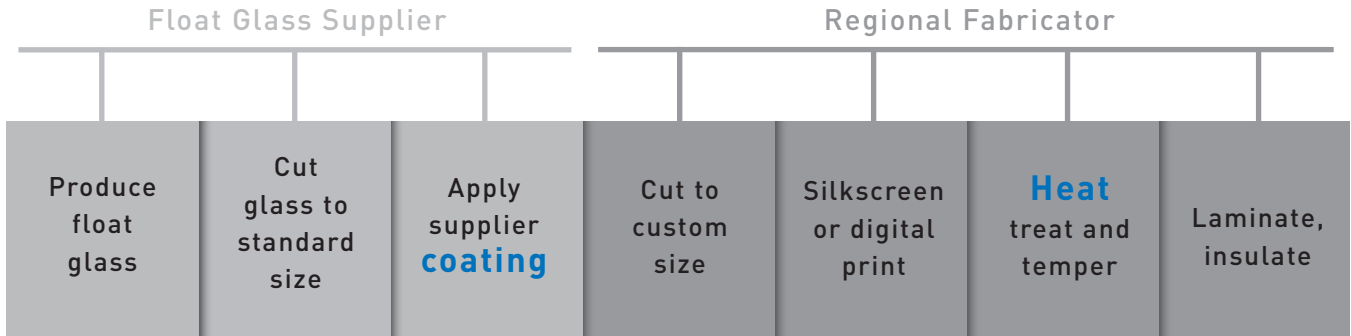 Float Glass Supplier
Regional Fabricator
Produce
float
glass
Cut
glass to
standard
size
Apply
supplier
coating
Cut to
custom
size
Silkscreen
or digital
print
Heat
treat and
temper
Laminate,
insulate